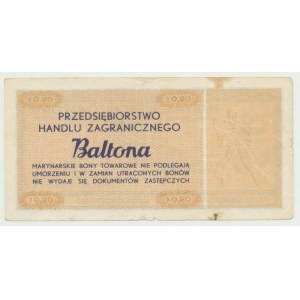 PRZEDSIĘBIORSTWO
HANDLU ZAGRANICZNEGO
Baltona
MARYNARSKIE BONY TOWAROWE NIE PODLEGAJĄ
UMORZENIU I W ZAMIAN UTRACONYCH BONÓW
NIE WYDAJE SIĘ DOKUMENTÓW ZASTĘPCZYCH